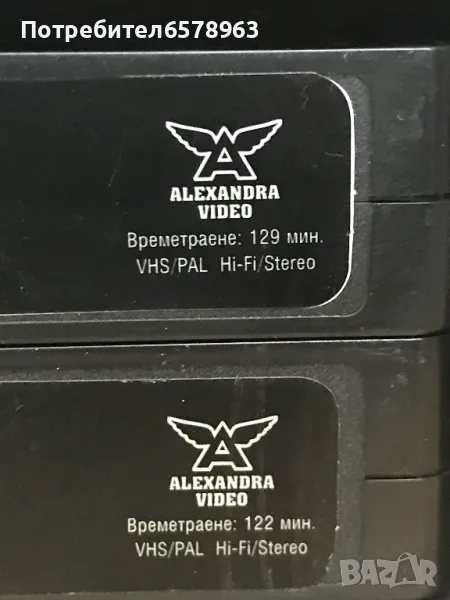 Потребител6578963
ALEXANDRA
VIDEO
Времетраене: 129 мин.
VHS/PAL Hi-Fi/Stereo
ALEXANDRA
VIDEO
Времетраене: 122 мин.
VHS/PAL Hi-Fi/Stereo
BAZAR